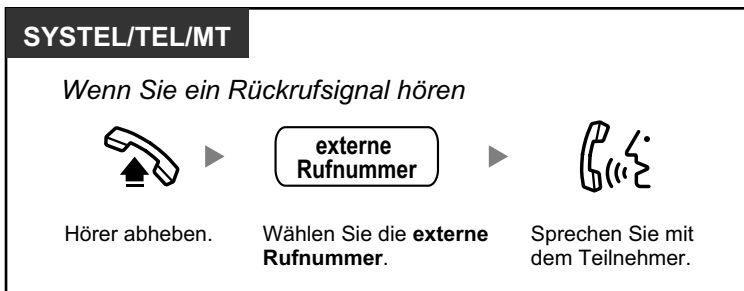 SYSTEL/TEL/MT
Wenn Sie ein Rückrufsignal hören
externe
Rufnummer
Hörer abheben.
Wählen Sie die externe
Rufnummer.
Sprechen Sie mit
dem Teilnehmer.